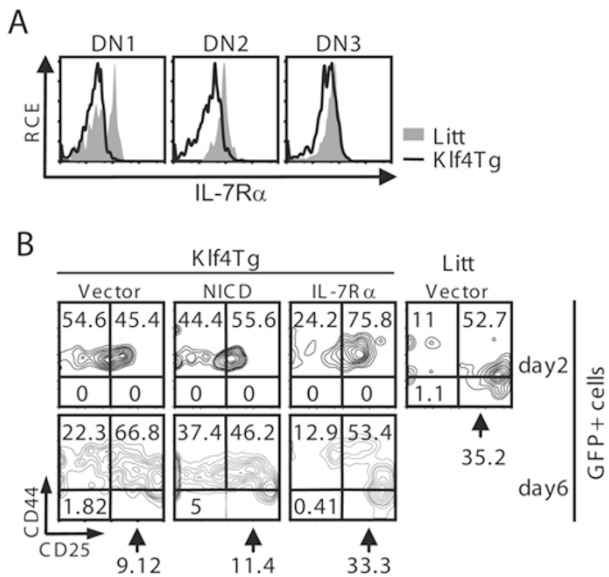 A
DN1 DN2 DN3
RCE
Litt
Klf4Tg
IL-7Rα
B
Klf4Tg Litt
Vector NICD IL-7Rα Vector
54.6 45.4 44.4 55.6 24.2 75.8 11 52.7
day2
0 0 0 0 0 0 1.1
35.2
22.3 66.8 37.4 46.2 12.9 53.4
day6
1.82 5 0.41
GFP+ cells
CD44
CD25
9.12 11.4 33.3